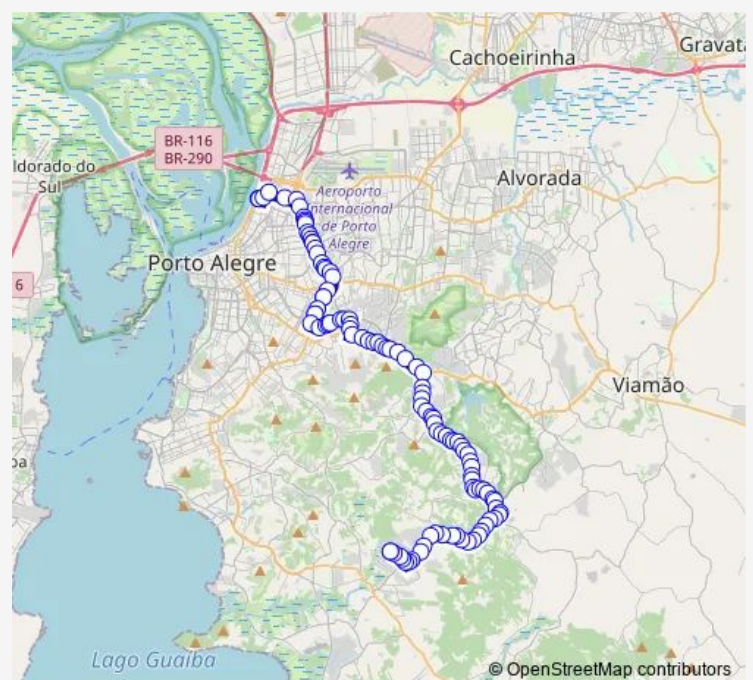 Cachoeirinha
Gravat
BR-116
BR-290
ldorado do
Sul
Aeroporto
Internacional
de Porto
Alegre
Alvorada
Porto Alegre
6
Viamão
ba
Lago Guaíba
© OpenStreetMap contributors